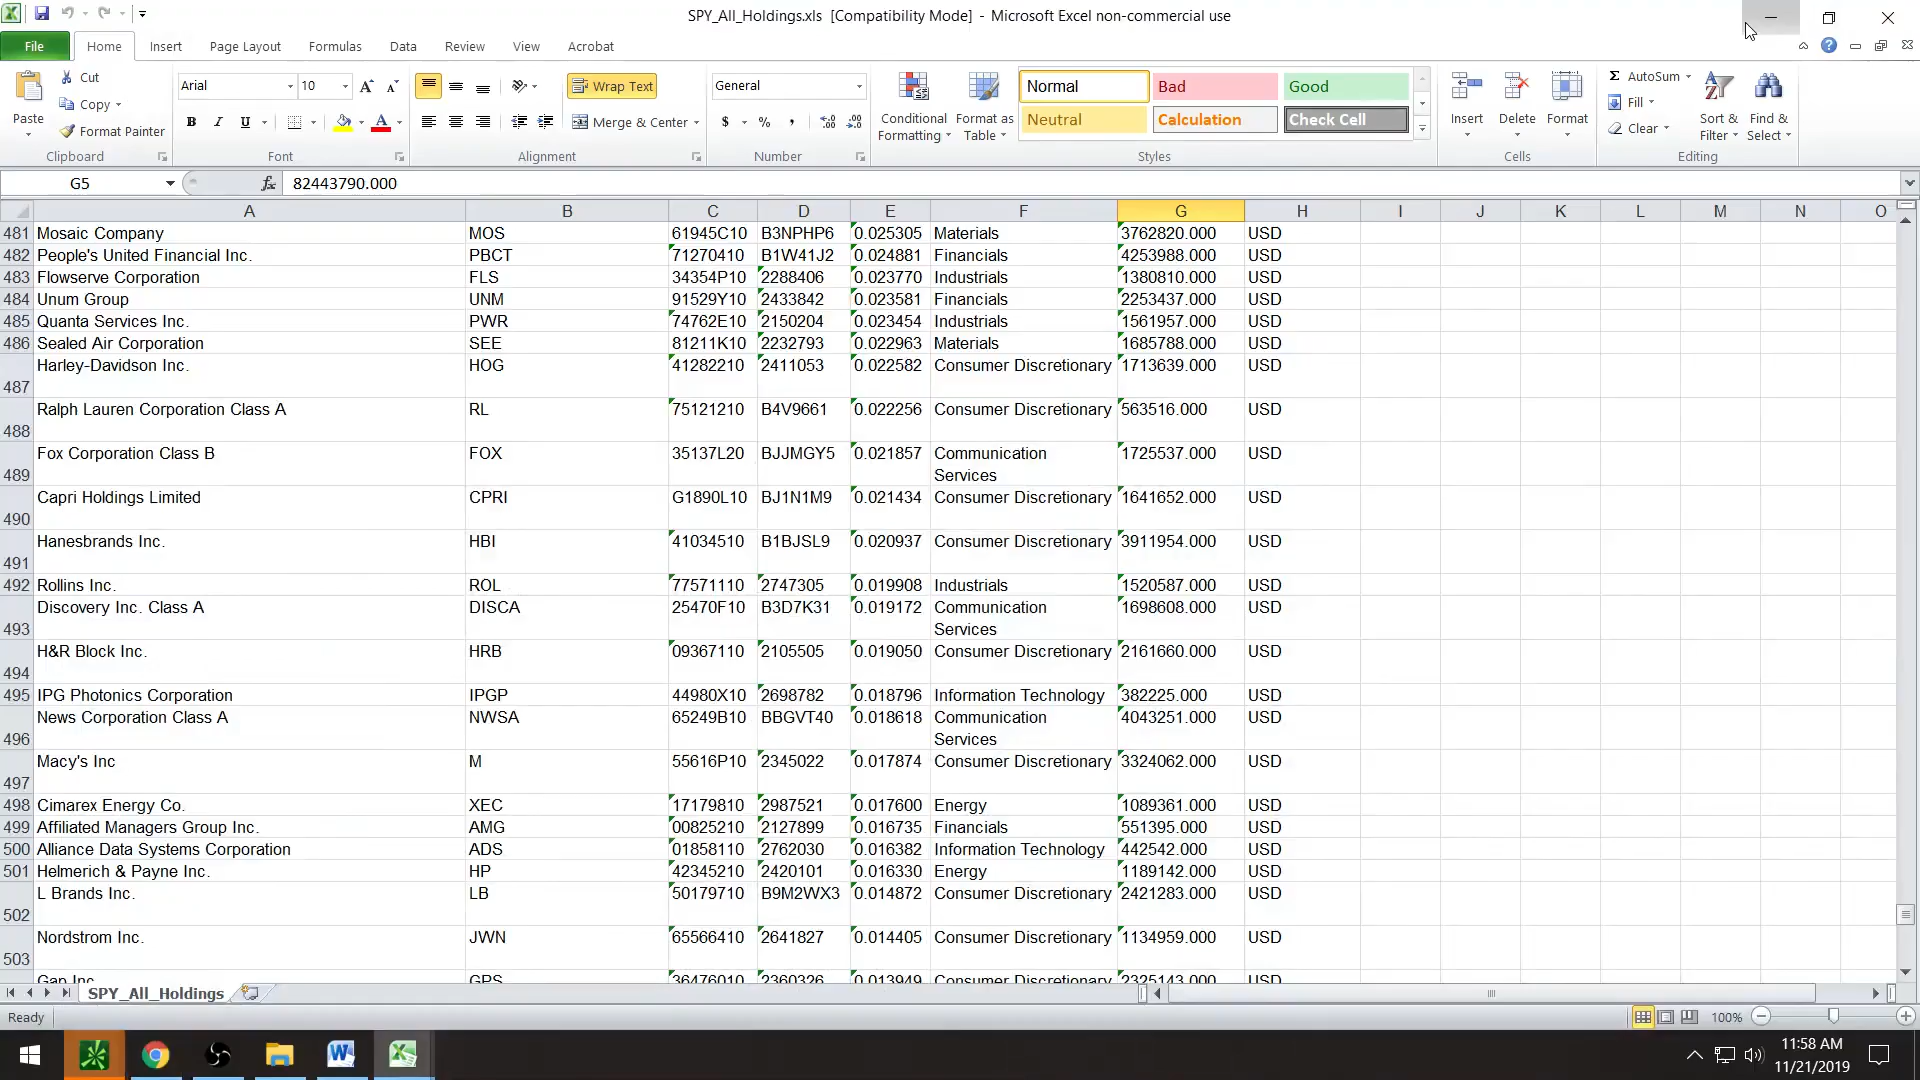 SPY_All_Holdings.xls [Compatibility Mode] - Microsoft Excel non-commercial use
File Home Insert Page Layout Formulas Data Review View Acrobat
Paste Cut Copy Format Painter
Arial 10 B I U
Wrap Text Merge & Center
General $ % ,
Conditional Formatting Format as Table
Normal Bad Good
Neutral Calculation Check Cell
Insert Delete Format
Σ AutoSum Fill Clear Sort & Filter Find & Select
Clipboard Font Alignment Number Styles Cells Editing
G5 fx 82443790.000
A B C D E F G H I J K L M N O
481 Mosaic Company MOS 61945C10 B3NPHP6 0.025305 Materials 3762820.000 USD
482 People's United Financial Inc. PBCT 71270410 B1W41J2 0.024881 Financials 4253988.000 USD
483 Flowserve Corporation FLS 34354P10 2288406 0.023770 Industrials 1380810.000 USD
484 Unum Group UNM 91529Y10 2433842 0.023581 Financials 2253437.000 USD
485 Quanta Services Inc. PWR 74762E10 2150204 0.023454 Industrials 1561957.000 USD
486 Sealed Air Corporation SEE 81211K10 2232793 0.022963 Materials 1685788.000 USD
487 Harley-Davidson Inc. HOG 41282210 2411053 0.022582 Consumer Discretionary 1713639.000 USD
488 Ralph Lauren Corporation Class A RL 75121210 B4V9661 0.022256 Consumer Discretionary 563516.000 USD
489 Fox Corporation Class B FOX 35137L20 BJJMGY5 0.021857 Communication Services 1725537.000 USD
490 Capri Holdings Limited CPRI G1890L10 BJ1N1M9 0.021434 Consumer Discretionary 1641652.000 USD
491 Hanesbrands Inc. HBI 41034510 B1BJSL9 0.020937 Consumer Discretionary 3911954.000 USD
492 Rollins Inc. ROL 77571110 2747305 0.019908 Industrials 1520587.000 USD
493 Discovery Inc. Class A DISCA 25470F10 B3D7K31 0.019172 Communication Services 1698608.000 USD
494 H&R Block Inc. HRB 09367110 2105505 0.019050 Consumer Discretionary 2161660.000 USD
495 IPG Photonics Corporation IPGP 44980X10 2698782 0.018796 Information Technology 382225.000 USD
496 News Corporation Class A NWSA 65249B10 BBGVT40 0.018618 Communication Services 4043251.000 USD
497 Macy's Inc M 55616P10 2345022 0.017874 Consumer Discretionary 3324062.000 USD
498 Cimarex Energy Co. XEC 17179810 2987521 0.017600 Energy 1089361.000 USD
499 Affiliated Managers Group Inc. AMG 00825210 2127899 0.016735 Financials 551395.000 USD
500 Alliance Data Systems Corporation ADS 01858110 2762030 0.016382 Information Technology 442542.000 USD
501 Helmerich & Payne Inc. HP 42345210 2420101 0.016330 Energy 1189142.000 USD
502 L Brands Inc. LB 50179710 B9M2WX3 0.014872 Consumer Discretionary 2421283.000 USD
503 Nordstrom Inc. JWN 65566410 2641827 0.014405 Consumer Discretionary 1134959.000 USD
Gap Inc. GPS 36476010 2360326 0.013949 Consumer Discretionary 2325143.000 USD
SPY_All_Holdings
Ready 100%
11:58 AM
11/21/2019